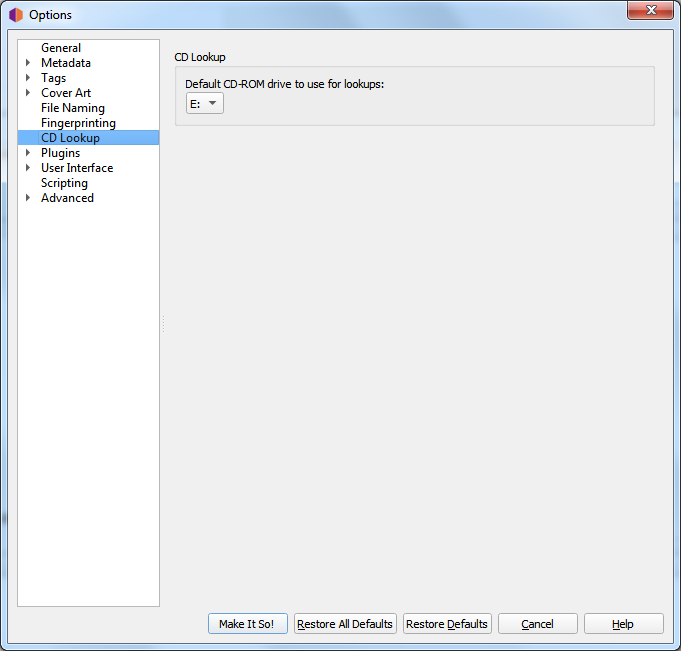 Options
General
Metadata
Tags
Cover Art
File Naming
Fingerprinting
CD Lookup
Plugins
User Interface
Scripting
Advanced
CD Lookup
Default CD-ROM drive to use for lookups:
E:
Make It So! Restore All Defaults Restore Defaults Cancel Help